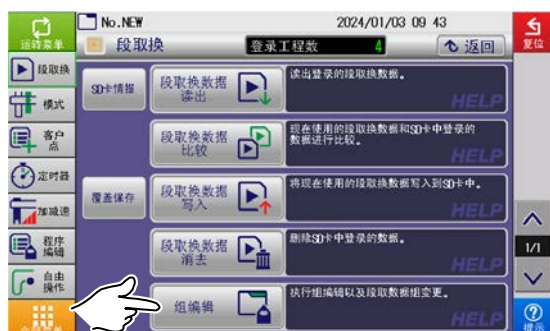 No.NEW 2024/01/03 09 43
运转菜单
段取换
登录工程数 4
返回
复位
段取换
模式
客户点
定时器
加减速
程序编辑
自由操作
SD卡情报
段取换数据读出
读出登录的段取换数据。
HELP
段取换数据比较
现在使用的段取换数据和SD卡中登录的
数据进行比较。
HELP
覆盖保存
段取换数据写入
将现在使用的段取换数据写入到SD卡中。
HELP
段取换数据消去
删除SD卡中登录的数据。
HELP
组编辑
执行组编辑以及段取数据组变更。
HELP
1/1
提示